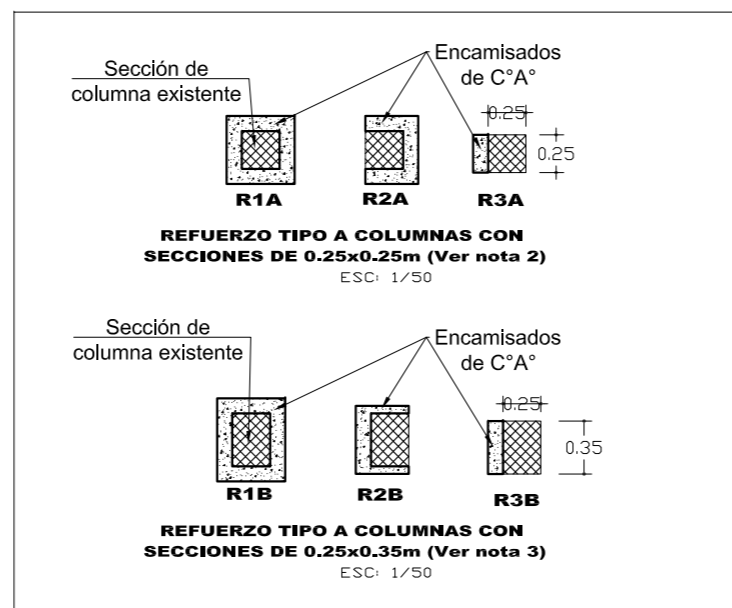 Sección de
columna existente
Encamisados
de C°A°
0.25
0.25
R1A
R2A
R3A
REFUERZO TIPO A COLUMNAS CON
SECCIONES DE 0.25x0.25m (Ver nota 2)
ESC: 1/50
Sección de
columna existente
Encamisados
de C°A°
0.25
0.35
R1B
R2B
R3B
REFUERZO TIPO A COLUMNAS CON
SECCIONES DE 0.25x0.35m (Ver nota 3)
ESC: 1/50